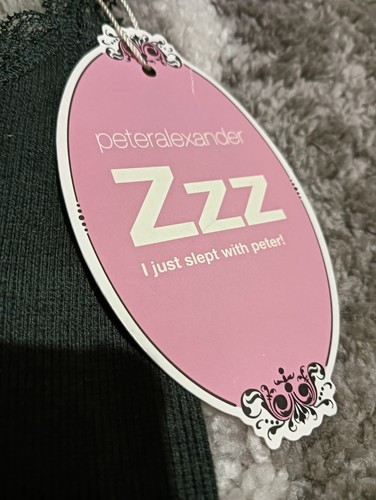 peteralexander
Zzz
I just slept with peter!